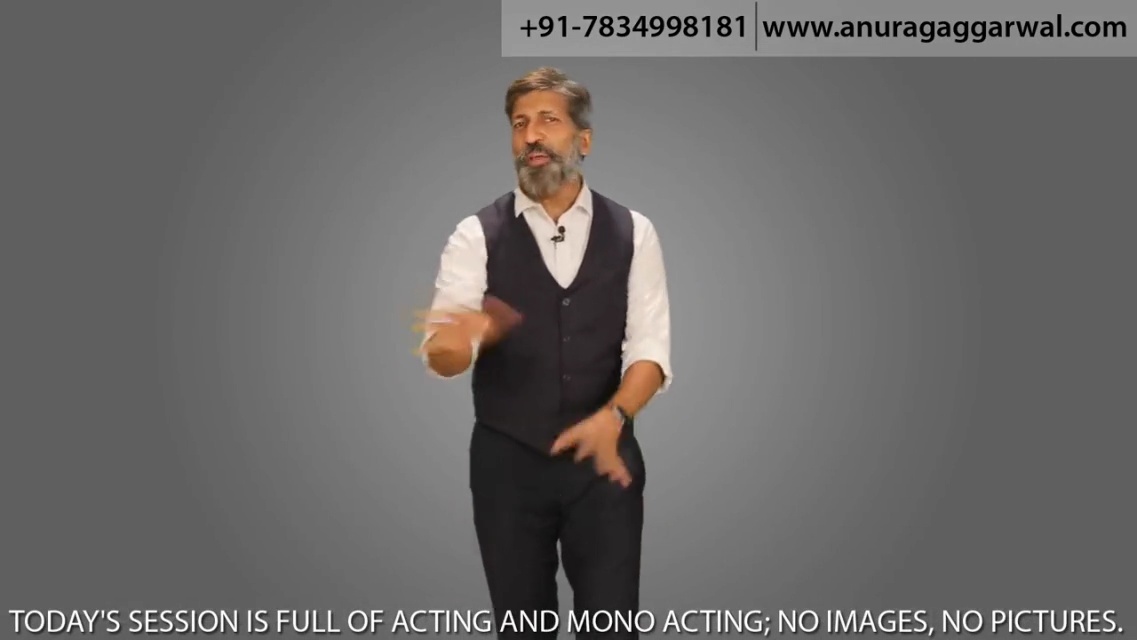 +91-7834998181 | www.anuragaggarwal.com
TODAY'S SESSION IS FULL OF ACTING AND MONO ACTING; NO IMAGES, NO PICTURES.